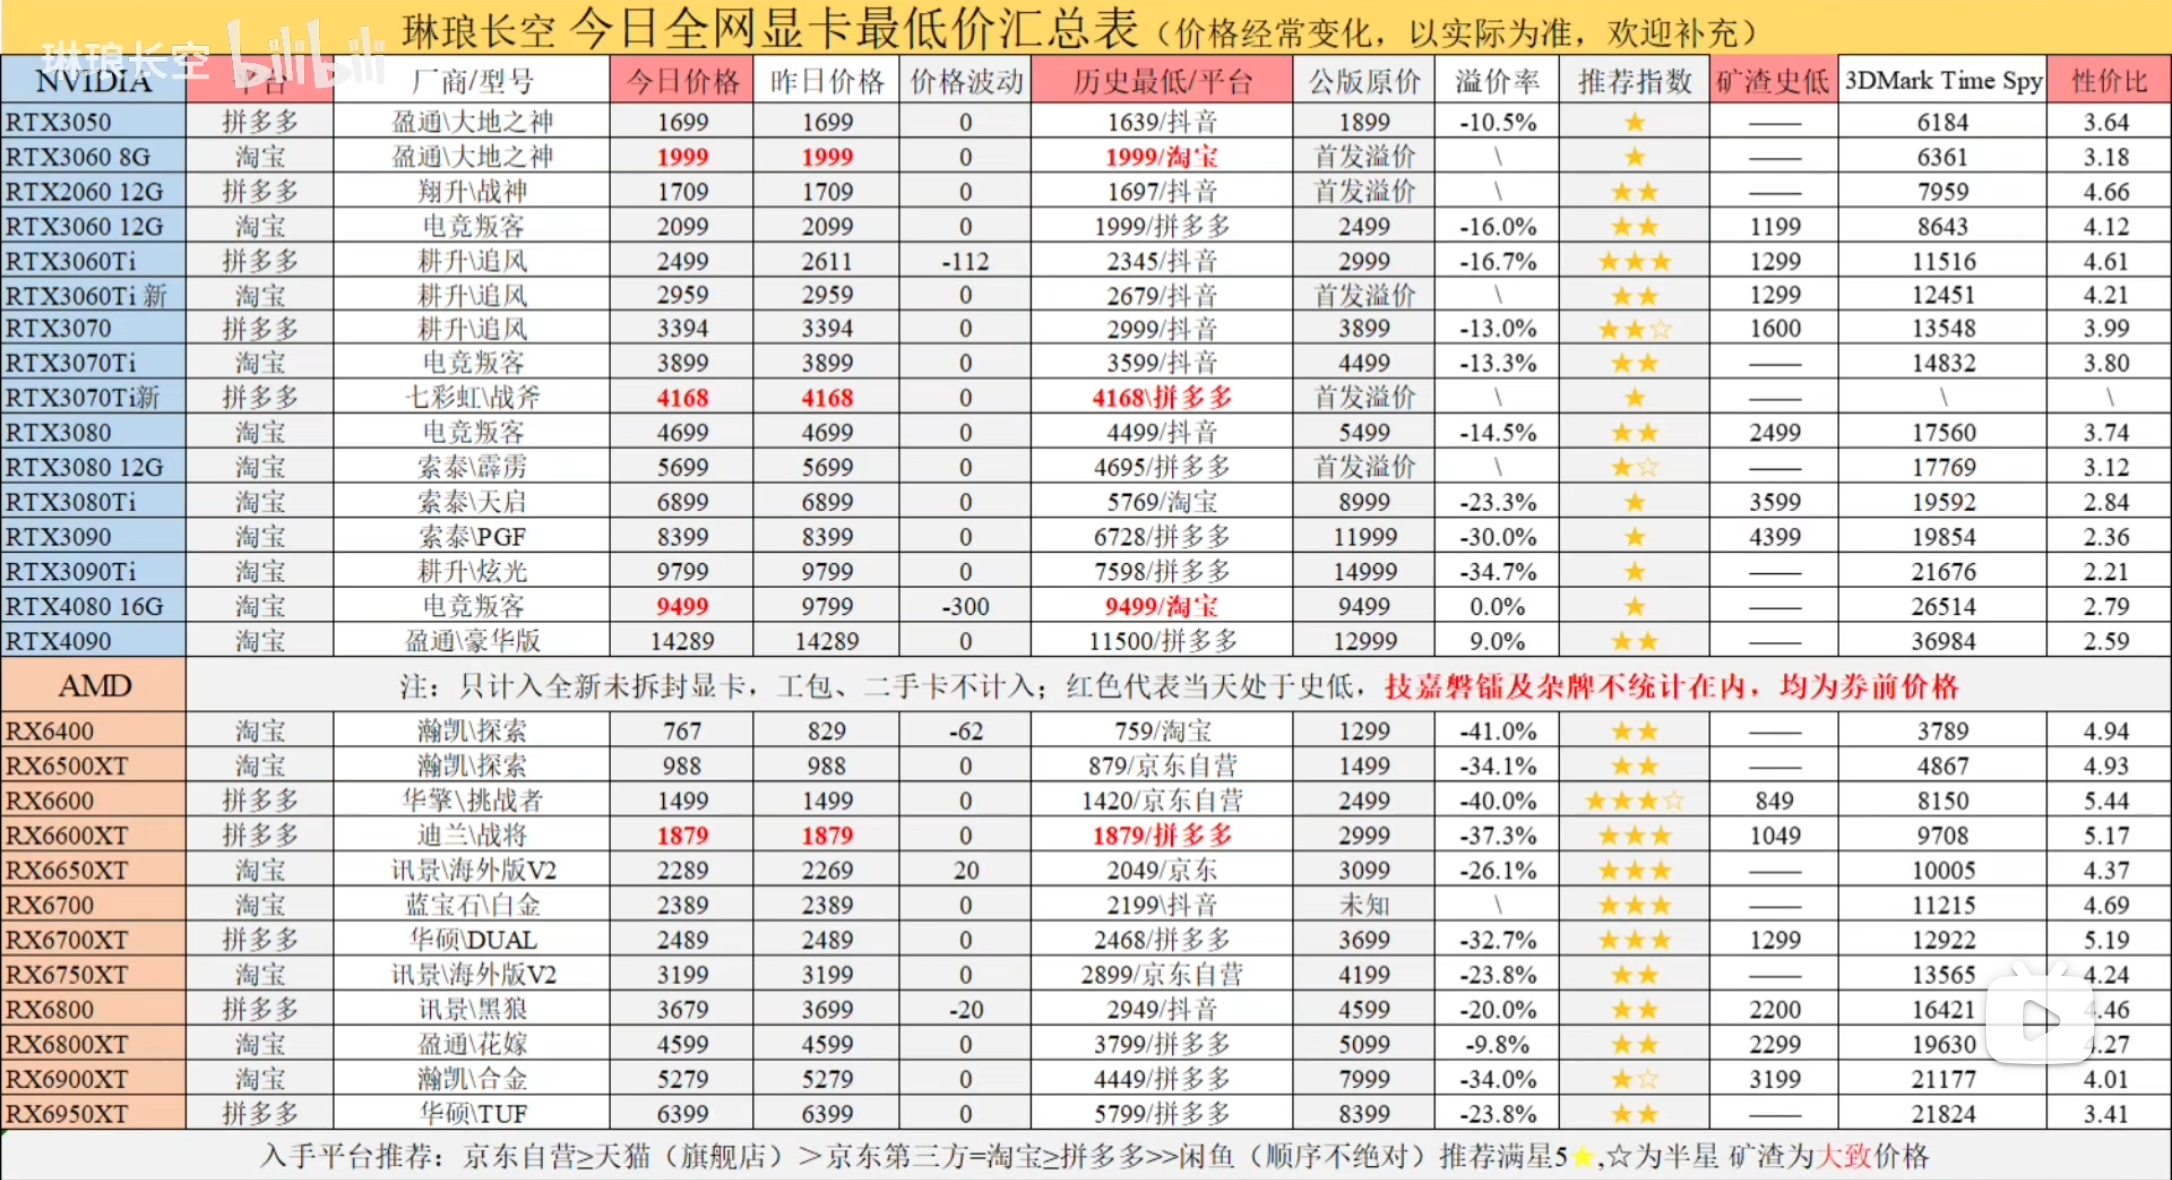 琳琅长空 今日全网显卡最低价汇总表（价格经常变化，以实际为准，欢迎补充）
琳琅长空 bilibili
NVIDIA 平台 厂商/型号 今日价格 昨日价格 价格波动 历史最低/平台 公版原价 溢价率 推荐指数 矿渣史低 3DMark Time Spy 性价比
RTX3050 拼多多 盈通\大地之神 1699 1699 0 1639/抖音 1899 -10.5% ★ —— 6184 3.64
RTX3060 8G 淘宝 盈通\大地之神 1999 1999 0 1999/淘宝 首发溢价 \ ★ —— 6361 3.18
RTX2060 12G 拼多多 翔升\战神 1709 1709 0 1697/抖音 首发溢价 \ ★★ —— 7959 4.66
RTX3060 12G 淘宝 电竞叛客 2099 2099 0 1999/拼多多 2499 -16.0% ★★ 1199 8643 4.12
RTX3060Ti 拼多多 耕升\追风 2499 2611 -112 2345/抖音 2999 -16.7% ★★★ 1299 11516 4.61
RTX3060Ti 新 淘宝 耕升\追风 2959 2959 0 2679/抖音 首发溢价 \ ★★ 1299 12451 4.21
RTX3070 拼多多 耕升\追风 3394 3394 0 2999/抖音 3899 -13.0% ★★☆ 1600 13548 3.99
RTX3070Ti 淘宝 电竞叛客 3899 3899 0 3599/抖音 4499 -13.3% ★★ —— 14832 3.80
RTX3070Ti新 拼多多 七彩虹\战斧 4168 4168 0 4168\拼多多 首发溢价 \ ★ —— \ \
RTX3080 淘宝 电竞叛客 4699 4699 0 4499/抖音 5499 -14.5% ★★ 2499 17560 3.74
RTX3080 12G 淘宝 索泰\霹雳 5699 5699 0 4695/拼多多 首发溢价 \ ★☆ —— 17769 3.12
RTX3080Ti 淘宝 索泰\天启 6899 6899 0 5769/淘宝 8999 -23.3% ★ 3599 19592 2.84
RTX3090 淘宝 索泰\PGF 8399 8399 0 6728/拼多多 11999 -30.0% ★ 4399 19854 2.36
RTX3090Ti 淘宝 耕升\炫光 9799 9799 0 7598/拼多多 14999 -34.7% ★ —— 21676 2.21
RTX4080 16G 淘宝 电竞叛客 9499 9799 -300 9499/淘宝 9499 0.0% ★ —— 26514 2.79
RTX4090 淘宝 盈通\豪华版 14289 14289 0 11500/拼多多 12999 9.0% ★★ —— 36984 2.59
AMD 注：只计入全新未拆封显卡，工包、二手卡不计入；红色代表当天处于史低，技嘉磐镭及杂牌不统计在内，均为券前价格
RX6400 淘宝 瀚凯\探索 767 829 -62 759/淘宝 1299 -41.0% ★★ —— 3789 4.94
RX6500XT 淘宝 瀚凯\探索 988 988 0 879/京东自营 1499 -34.1% ★★ —— 4867 4.93
RX6600 拼多多 华擎\挑战者 1499 1499 0 1420/京东自营 2499 -40.0% ★★★☆ 849 8150 5.44
RX6600XT 拼多多 迪兰\战将 1879 1879 0 1879/拼多多 2999 -37.3% ★★★ 1049 9708 5.17
RX6650XT 淘宝 讯景\海外版V2 2289 2269 20 2049/京东 3099 -26.1% ★★★ —— 10005 4.37
RX6700 淘宝 蓝宝石\白金 2389 2389 0 2199\抖音 未知 \ ★★★ —— 11215 4.69
RX6700XT 拼多多 华硕\DUAL 2489 2489 0 2468/拼多多 3699 -32.7% ★★★ 1299 12922 5.19
RX6750XT 淘宝 讯景\海外版V2 3199 3199 0 2899/京东自营 4199 -23.8% ★★ —— 13565 4.24
RX6800 拼多多 讯景\黑狼 3679 3699 -20 2949/抖音 4599 -20.0% ★★ 2200 16421 4.46
RX6800XT 淘宝 盈通\花嫁 4599 4599 0 3799/拼多多 5099 -9.8% ★★ 2299 19630 4.27
RX6900XT 淘宝 瀚凯\合金 5279 5279 0 4449/拼多多 7999 -34.0% ★☆ 3199 21177 4.01
RX6950XT 拼多多 华硕\TUF 6399 6399 0 5799/拼多多 8399 -23.8% ★★ —— 21824 3.41
入手平台推荐：京东自营≥天猫（旗舰店）＞京东第三方=淘宝≥拼多多>>闲鱼（顺序不绝对）推荐满星5★,☆为半星 矿渣为大致价格